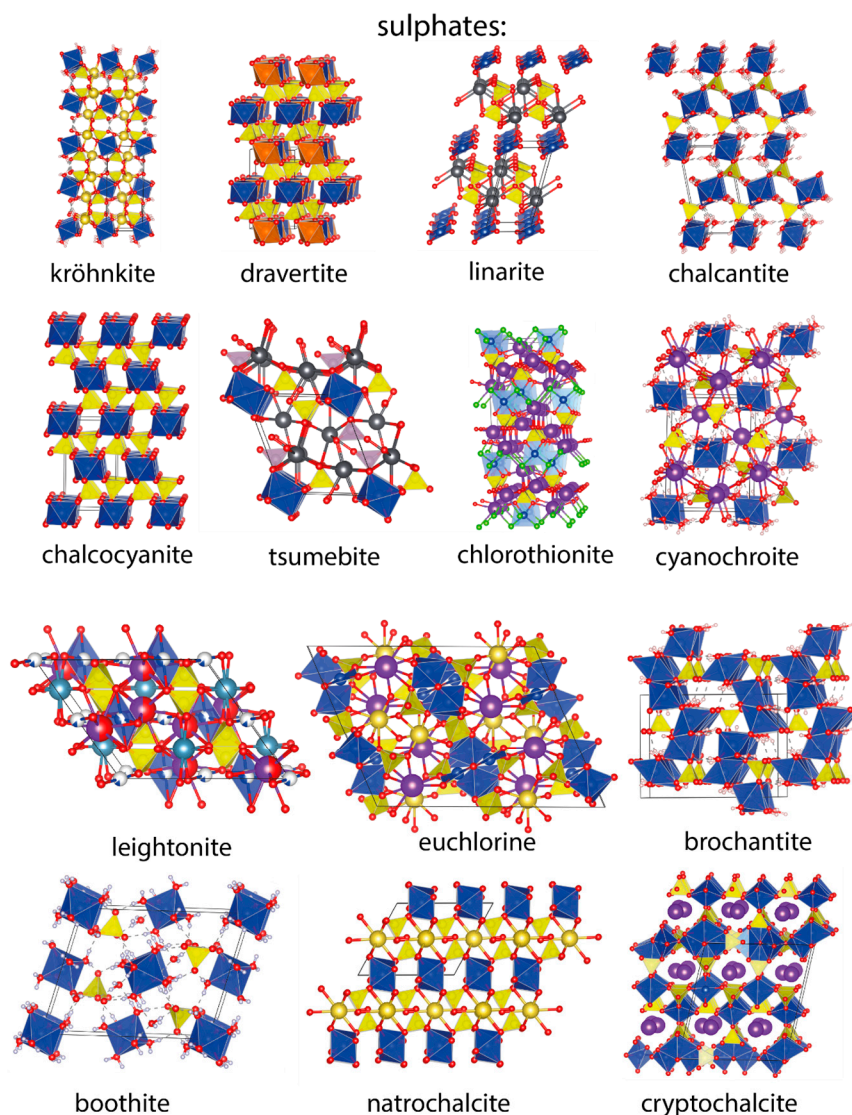 sulphates:
kröhnkite dravertite linarite chalcantite
chalcocyanite tsumebite chlorothionite cyanochroite
leightonite euchlorine brochantite
boothite natrochalcite cryptochalcite